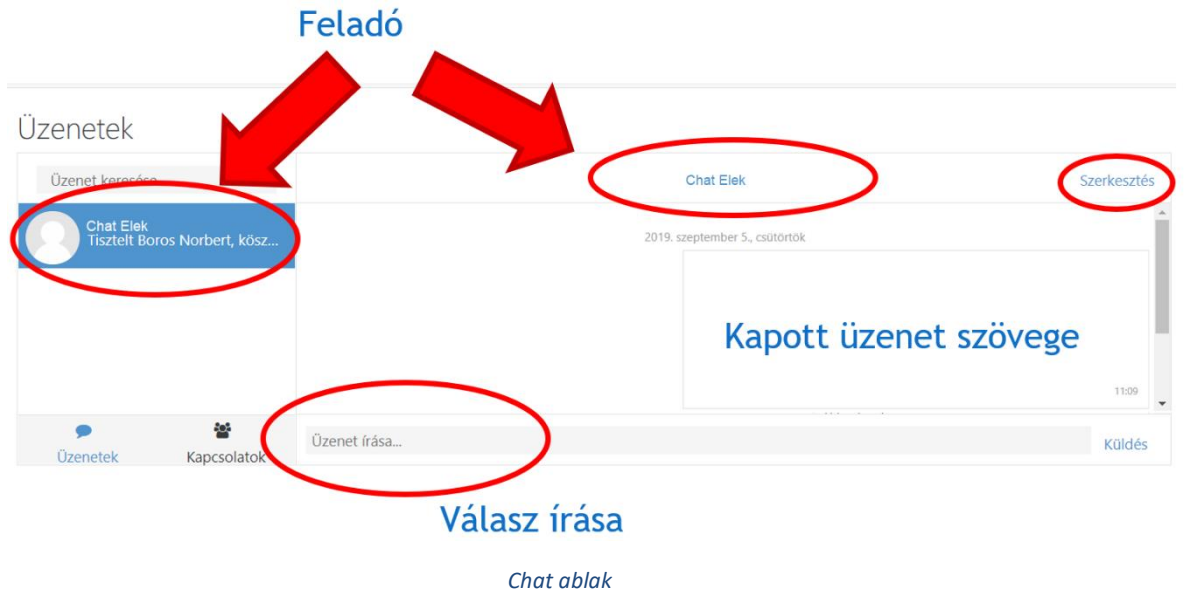 Feladó
Üzenetek
Üzenet keresése
Chat Elek
Szerkesztés
Chat Elek
Tisztelt Boros Norbert, kösz...
2019. szeptember 5., csütörtök
Kapott üzenet szövege
11:09
Üzenetek
Kapcsolatok
Üzenet írása...
Küldés
Válasz írása
Chat ablak